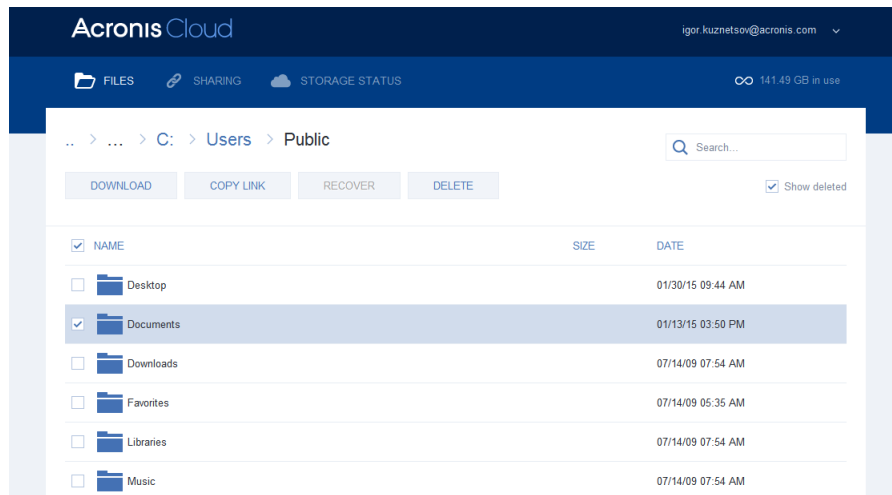 Acronis Cloud
igor.kuznetsov@acronis.com
FILES SHARING STORAGE STATUS 141.49 GB in use
.. > ... > C: > Users > Public
Search...
DOWNLOAD COPY LINK RECOVER DELETE Show deleted
NAME SIZE DATE
Desktop 01/30/15 09:44 AM
Documents 01/13/15 03:50 PM
Downloads 07/14/09 07:54 AM
Favorites 07/14/09 05:35 AM
Libraries 07/14/09 07:54 AM
Music 07/14/09 07:54 AM